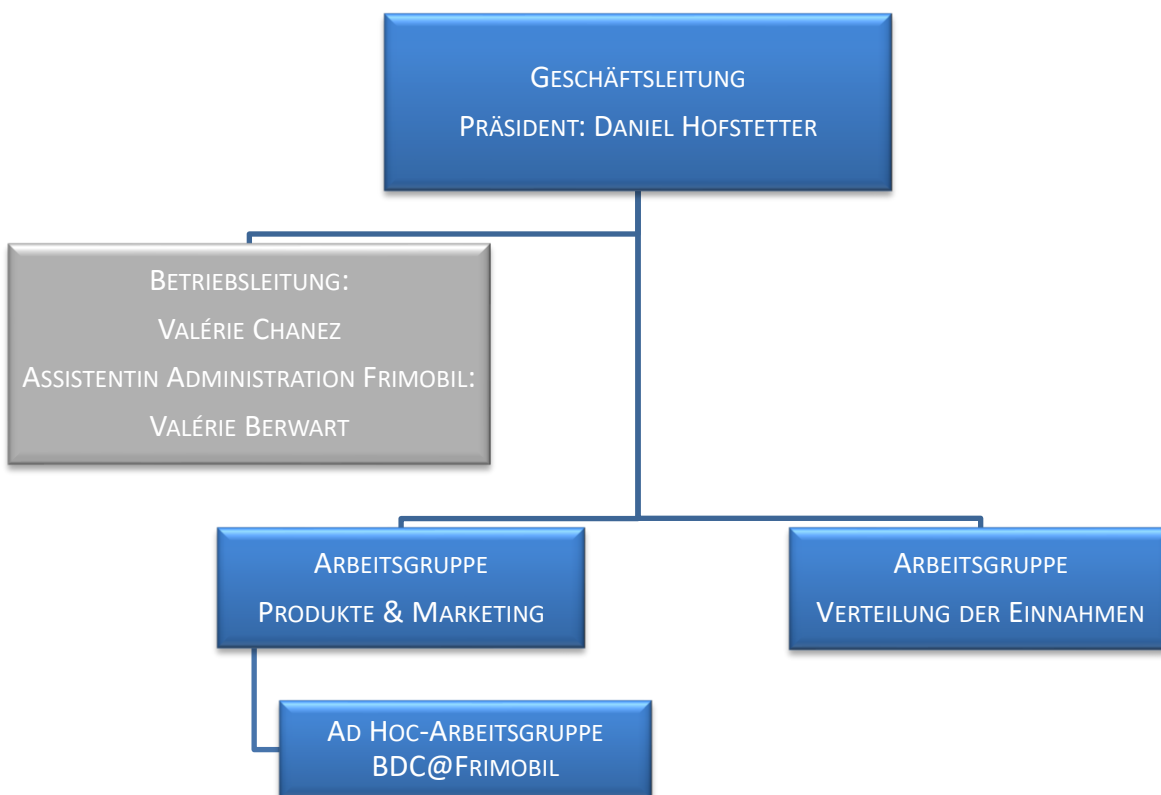 Geschäftsleitung
Präsident: Daniel Hofstetter
Betriebsleitung:
Valérie Chanez
Assistentin Administration Frimobil:
Valérie Berwart
Arbeitsgruppe
Produkte & Marketing
Arbeitsgruppe
Verteilung der Einnahmen
Ad Hoc-Arbeitsgruppe
BDC@Frimobil